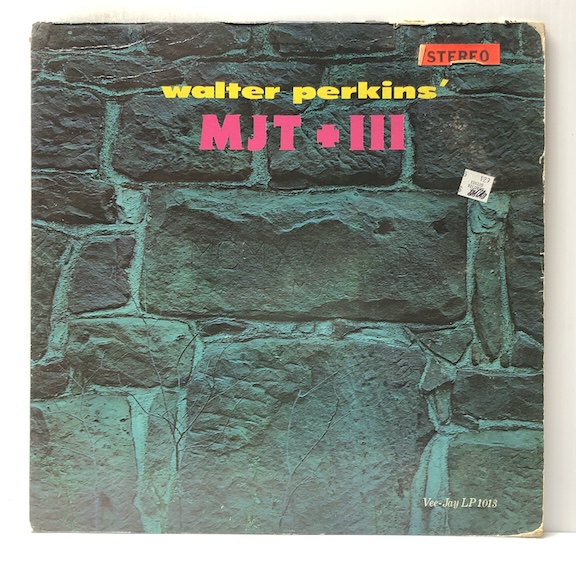 STEREO
walter perkins'
MJT + III
Vee-Jay LP 1013